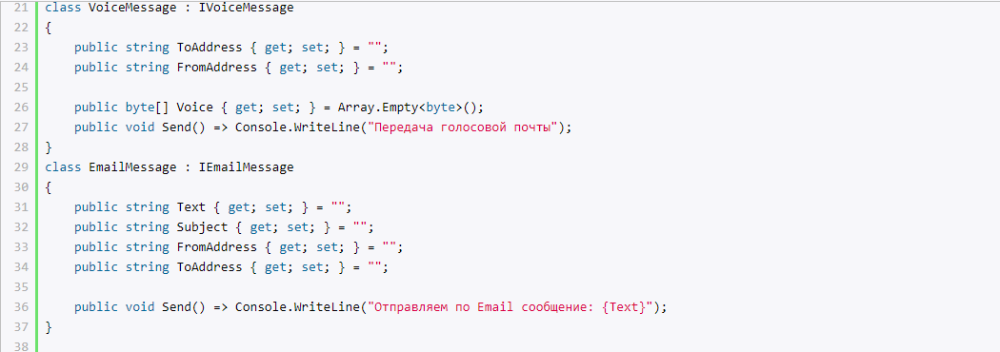 21 class VoiceMessage : IVoiceMessage
22 {
23     public string ToAddress { get; set; } = "";
24     public string FromAddress { get; set; } = "";
25
26     public byte[] Voice { get; set; } = Array.Empty<byte>();
27     public void Send() => Console.WriteLine("Передача голосовой почты");
28 }
29 class EmailMessage : IEmailMessage
30 {
31     public string Text { get; set; } = "";
32     public string Subject { get; set; } = "";
33     public string FromAddress { get; set; } = "";
34     public string ToAddress { get; set; } = "";
35
36     public void Send() => Console.WriteLine("Отправляем по Email сообщение: {Text}");
37 }
38